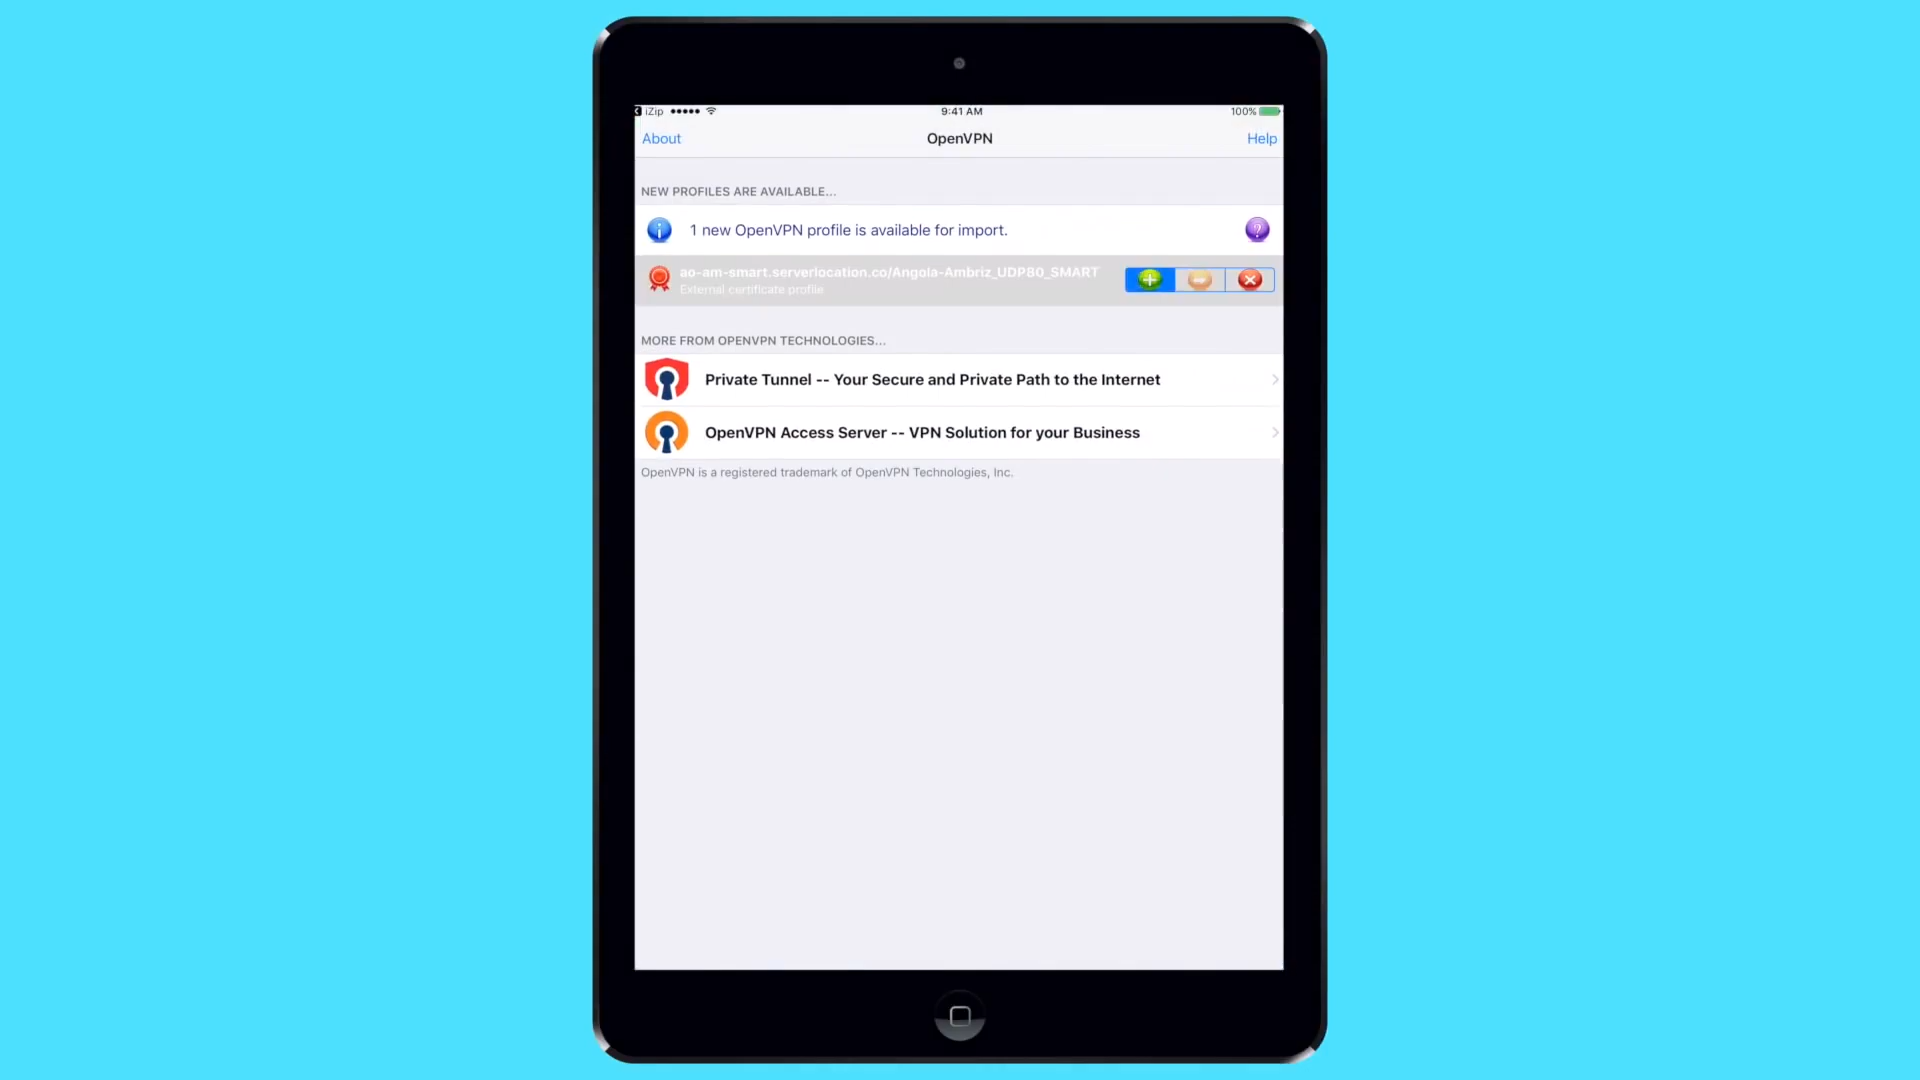 iZip
9:41 AM
100%
About
OpenVPN
Help
NEW PROFILES ARE AVAILABLE...
1 new OpenVPN profile is available for import.
?
ao-am-smart.serverlocation.co/Angola-Ambriz_UDP80_SMART
External certificate profile
MORE FROM OPENVPN TECHNOLOGIES...
Private Tunnel -- Your Secure and Private Path to the Internet
OpenVPN Access Server -- VPN Solution for your Business
OpenVPN is a registered trademark of OpenVPN Technologies, Inc.